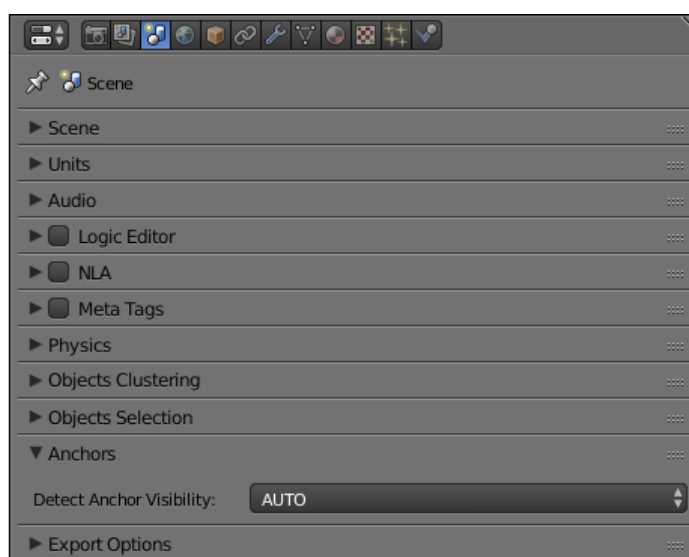 Scene
Scene
Units
Audio
Logic Editor
NLA
Meta Tags
Physics
Objects Clustering
Objects Selection
Anchors
Detect Anchor Visibility: AUTO
Export Options